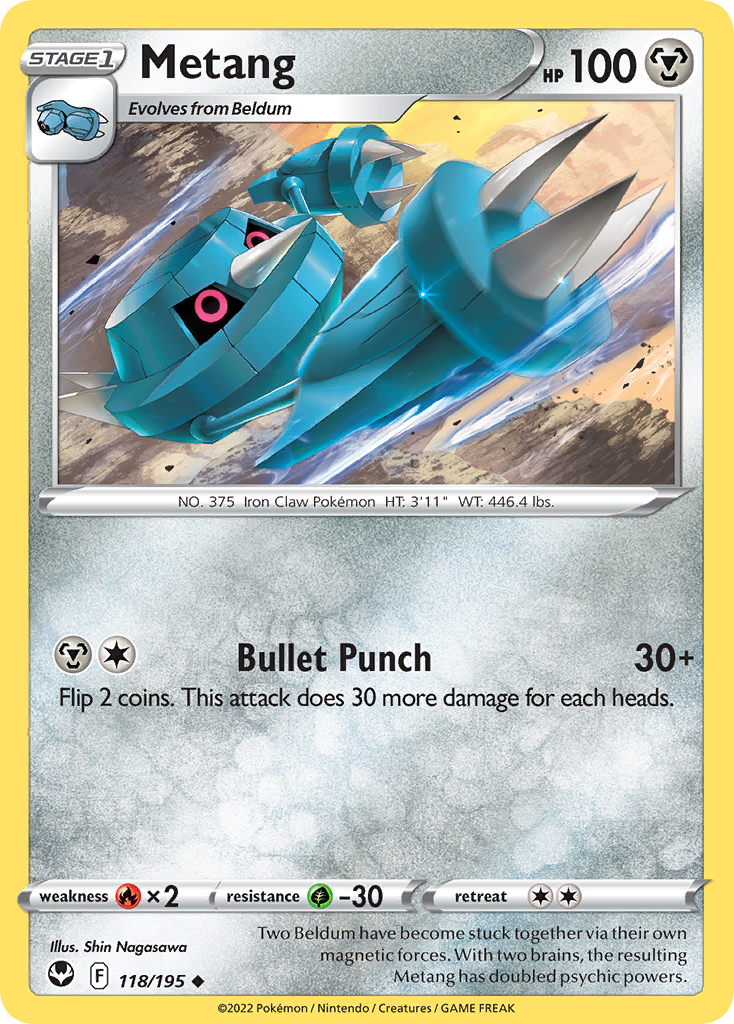 STAGE1
Metang
HP 100
Evolves from Beldum
NO. 375 Iron Claw Pokémon HT: 3'11" WT: 446.4 lbs.
Bullet Punch 30+
Flip 2 coins. This attack does 30 more damage for each heads.
weakness ×2 resistance -30 retreat
Illus. Shin Nagasawa
Two Beldum have become stuck together via their own
magnetic forces. With two brains, the resulting
Metang has doubled psychic powers.
F 118/195
©2022 Pokémon / Nintendo / Creatures / GAME FREAK